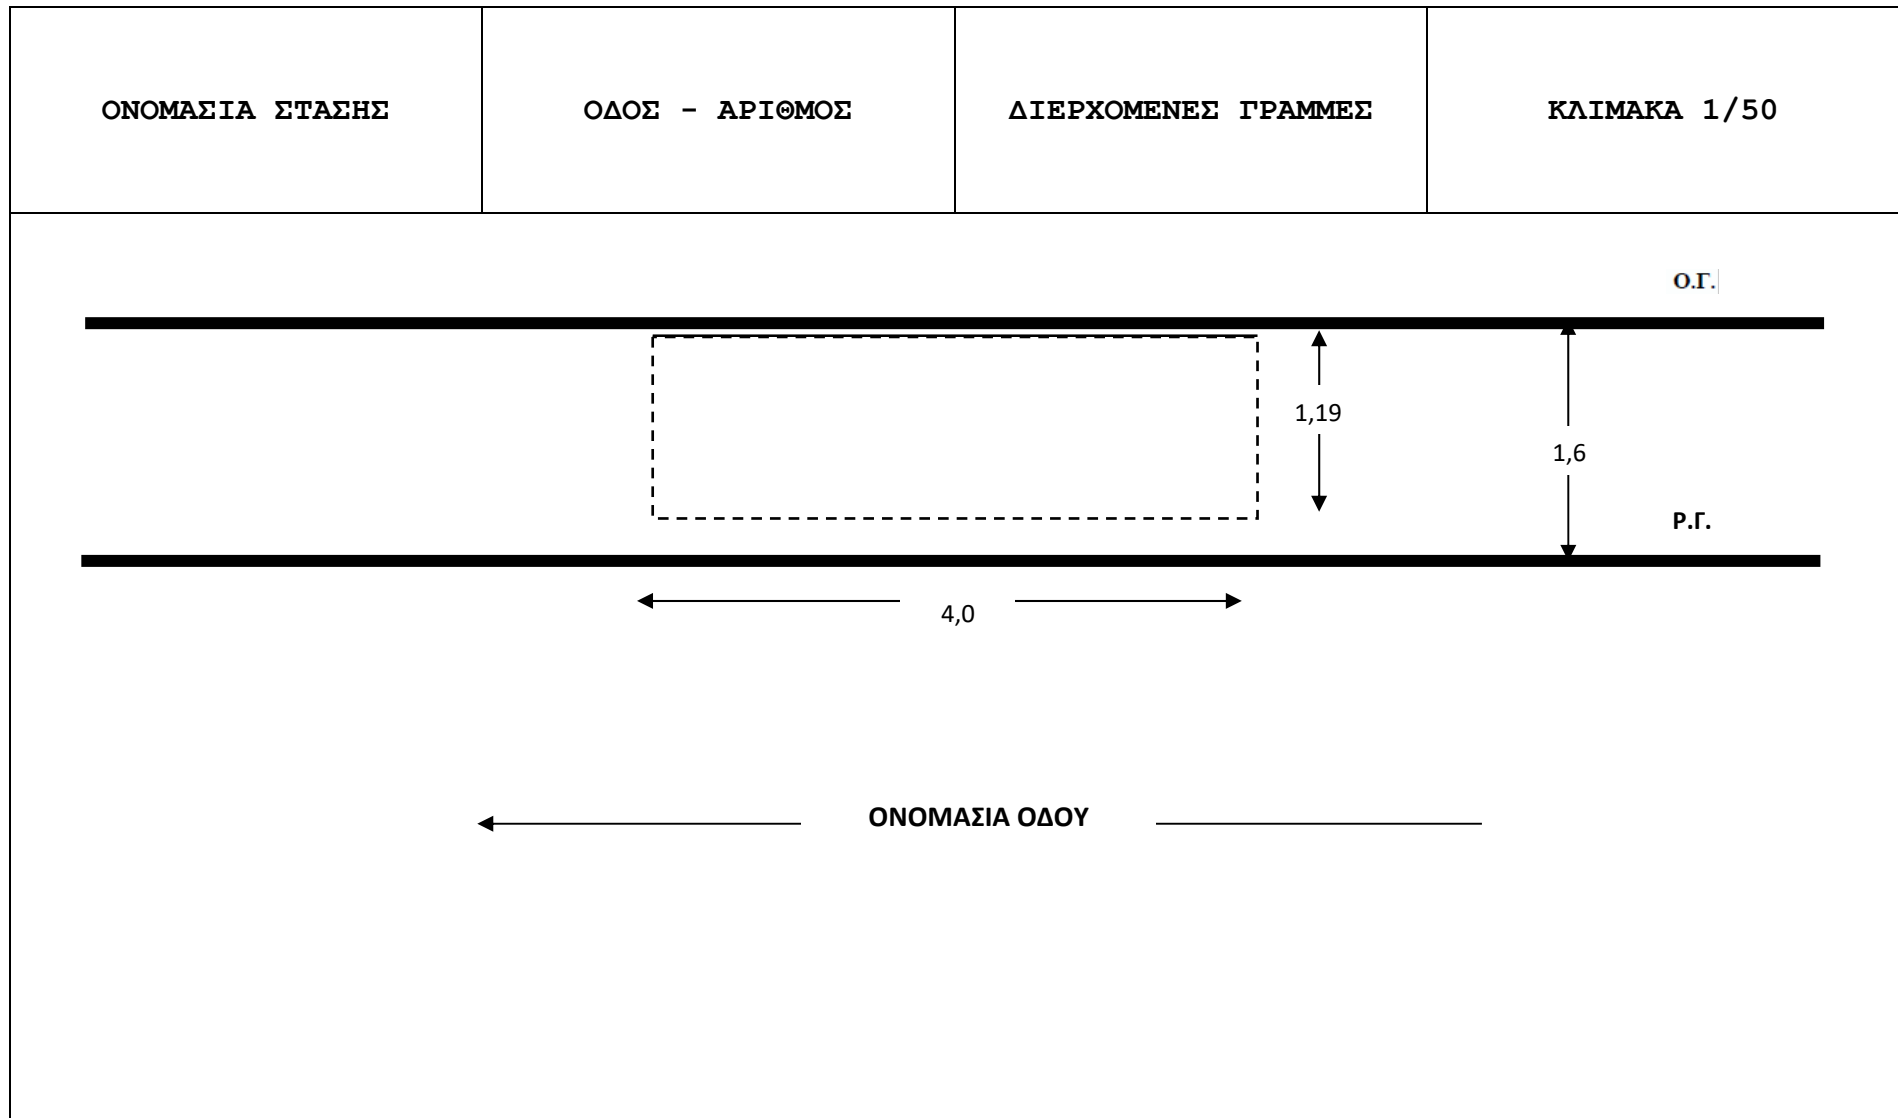 ΟΝΟΜΑΣΙΑ ΣΤΑΣΗΣ
ΟΔΟΣ - ΑΡΙΘΜΟΣ
ΔΙΕΡΧΟΜΕΝΕΣ ΓΡΑΜΜΕΣ
ΚΛΙΜΑΚΑ 1/50
Ο.Γ.
1,19
1,6
Ρ.Γ.
4,0
ΟΝΟΜΑΣΙΑ ΟΔΟΥ